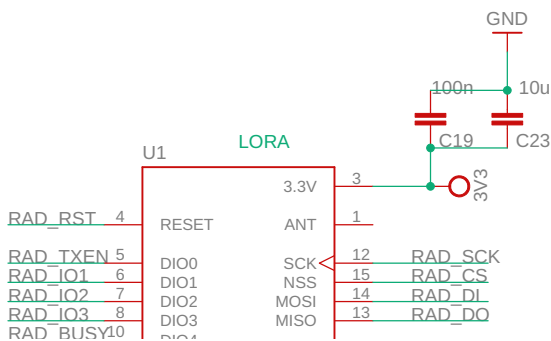 GND
100n 10u
C19 C23
LORA
U1
3.3V 3 3V3
RAD_RST 4 RESET ANT 1
RAD_TXEN 5 DIO0 SCK 12 RAD_SCK
RAD_IO1 6 DIO1 NSS 15 RAD_CS
RAD_IO2 7 DIO2 MOSI 14 RAD_DI
RAD_IO3 8 DIO3 MISO 13 RAD_DO
RAD_BUSY 10 DIO4